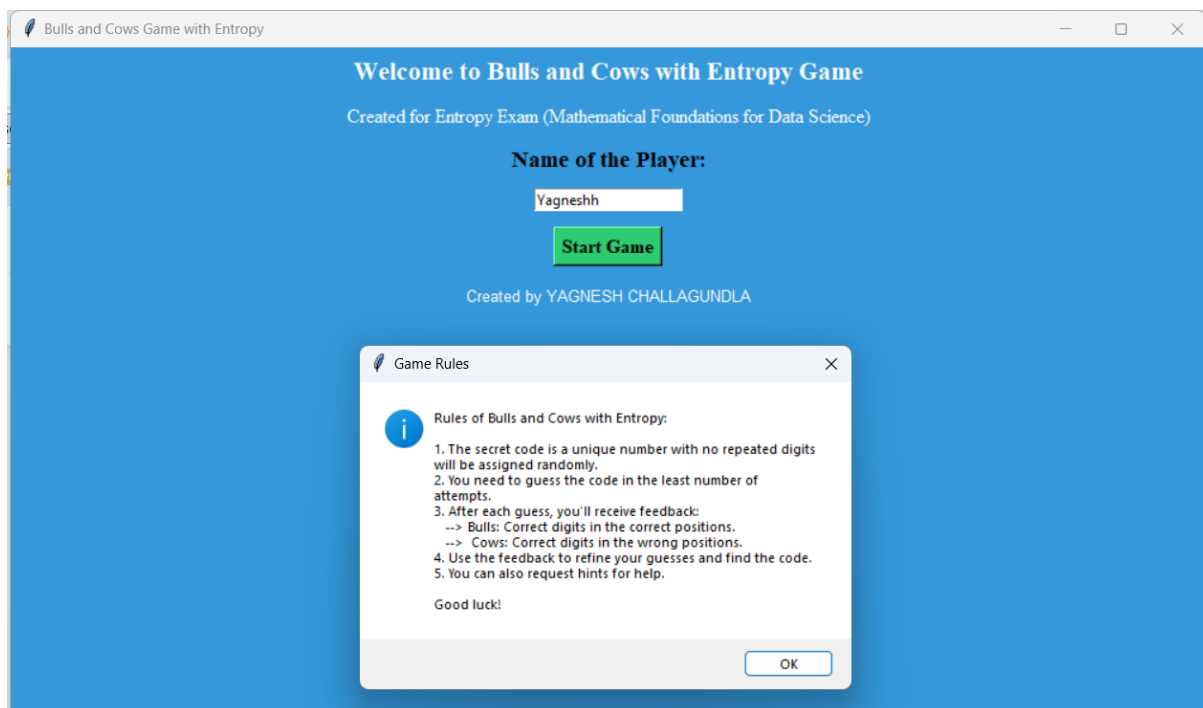 Bulls and Cows Game with Entropy
Welcome to Bulls and Cows with Entropy Game
Created for Entropy Exam (Mathematical Foundations for Data Science)
Name of the Player:
Yagneshh
Start Game
Created by YAGNESH CHALLAGUNDLA
Game Rules
Rules of Bulls and Cows with Entropy:
1. The secret code is a unique number with no repeated digits
will be assigned randomly.
2. You need to guess the code in the least number of
attempts.
3. After each guess, you'll receive feedback:
--> Bulls: Correct digits in the correct positions.
--> Cows: Correct digits in the wrong positions.
4. Use the feedback to refine your guesses and find the code.
5. You can also request hints for help.
Good luck!
OK